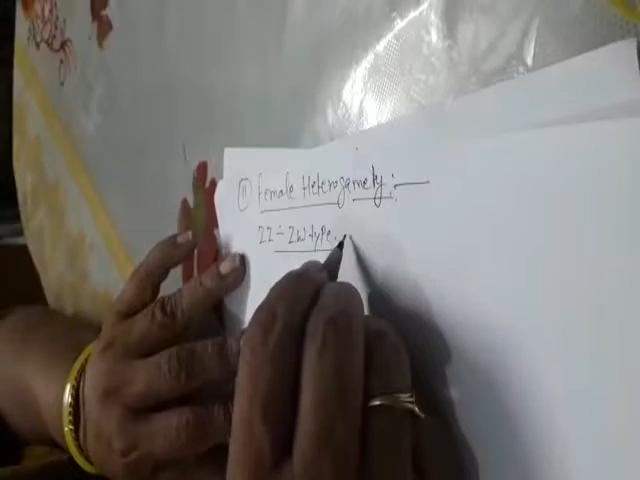 (ii) Female Heterogamety :—
ZZ - ZW type.